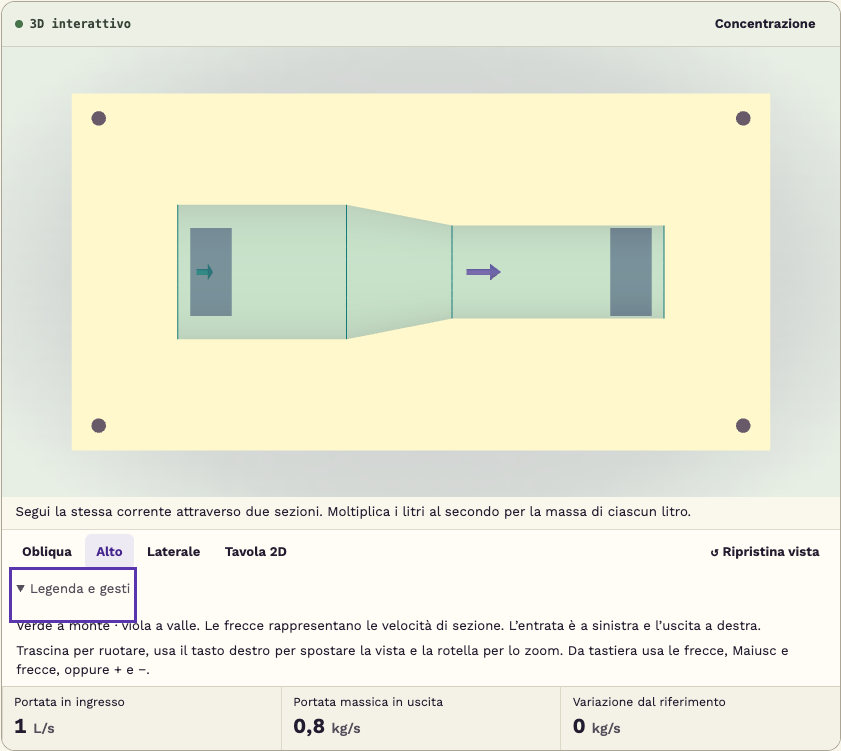 3D interattivo
Concentrazione
Segui la stessa corrente attraverso due sezioni. Moltiplica i litri al secondo per la massa di ciascun litro.
Obliqua Alto Laterale Tavola 2D ↺ Ripristina vista
▼ Legenda e gesti
Verde a monte · viola a valle. Le frecce rappresentano le velocità di sezione. L’entrata è a sinistra e l’uscita a destra.
Trascina per ruotare, usa il tasto destro per spostare la vista e la rotella per lo zoom. Da tastiera usa le frecce, Maiusc e
frecce, oppure + e −.
Portata in ingresso
1 L/s
Portata massica in uscita
0,8 kg/s
Variazione dal riferimento
0 kg/s